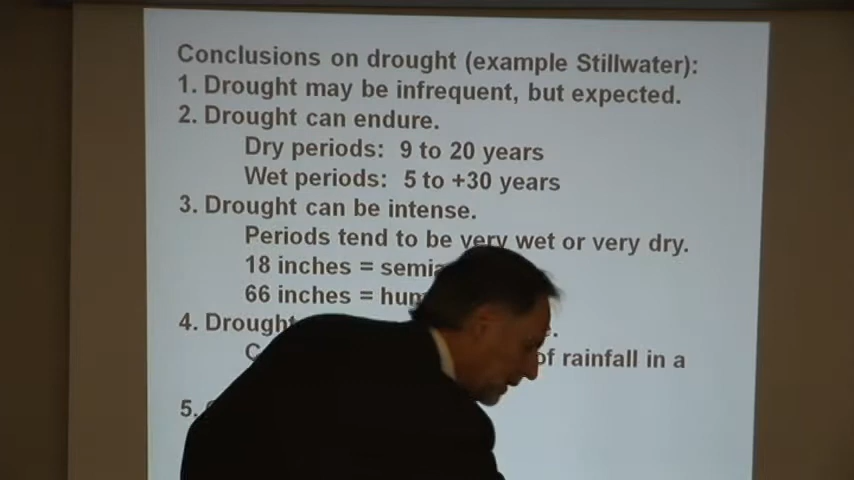 Conclusions on drought (example Stillwater):
1. Drought may be infrequent, but expected.
2. Drought can endure.
Dry periods: 9 to 20 years
Wet periods: 5 to +30 years
3. Drought can be intense.
Periods tend to be very wet or very dry.
18 inches =
66 inches =
4. Drought
of rainfall in a
5.